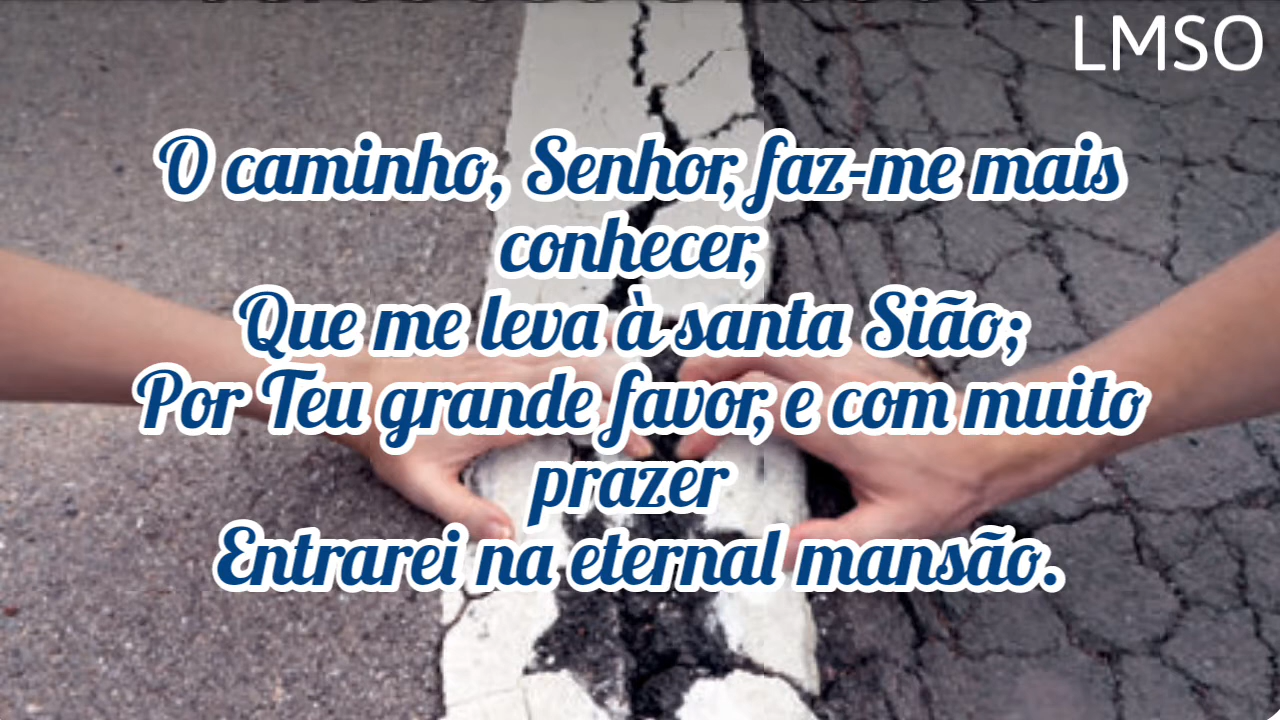 LMSO
O caminho, Senhor, faz-me mais
conhecer,
Que me leva à santa Sião;
Por Teu grande favor, e com muito
prazer
Entrarei na eternal mansão.